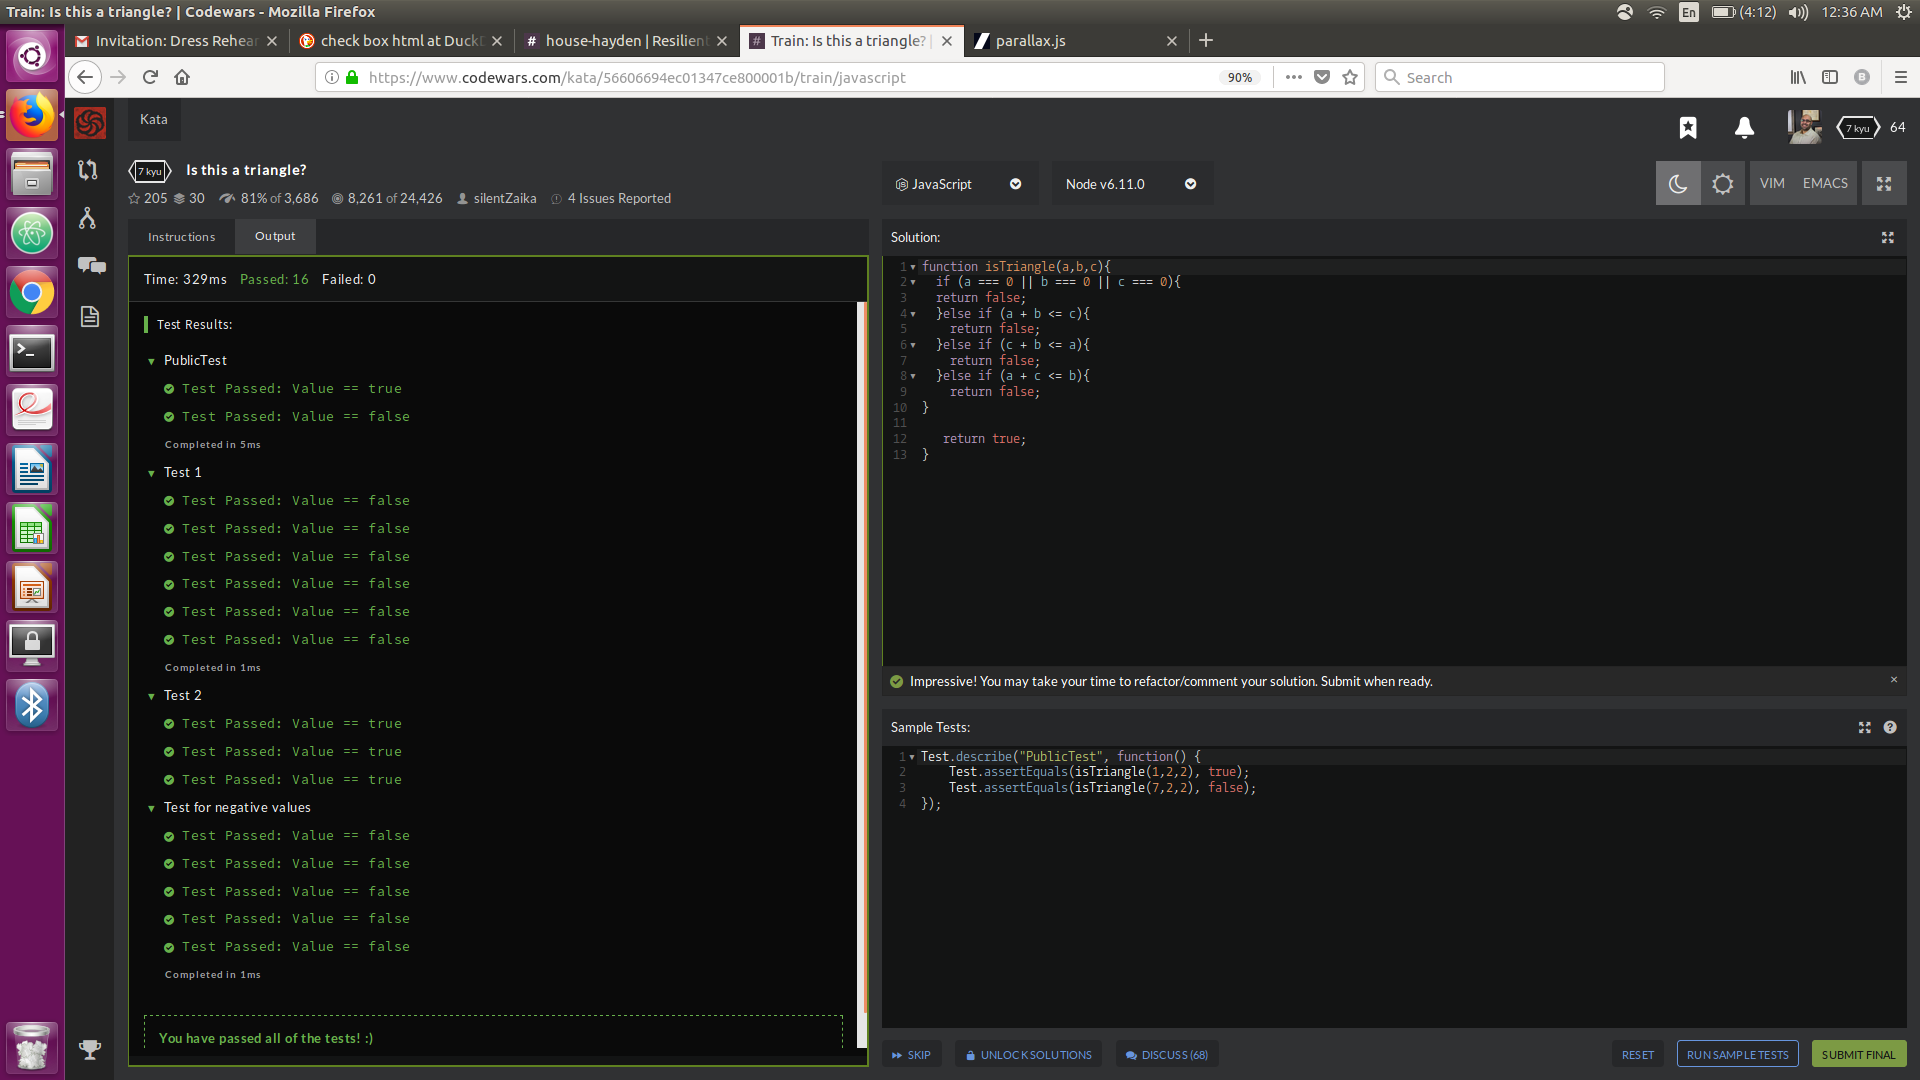 Train: Is this a triangle? | Codewars - Mozilla Firefox
En (4:12) 12:36 AM
Invitation: Dress Rehear
check box html at DuckD
# house-hayden | Resilient
# Train: Is this a triangle? |
parallax.js
https://www.codewars.com/kata/56606694ec01347ce800001b/train/javascript
90%
Search
B
Kata
7 kyu 64
7 kyu Is this a triangle?
205 30 81% of 3,686 8,261 of 24,426 silentZaika 4 Issues Reported
JavaScript
Node v6.11.0
VIM EMACS
Instructions Output
Time: 329ms Passed: 16 Failed: 0
Test Results:
PublicTest
Test Passed: Value == true
Test Passed: Value == false
Completed in 5ms
Test 1
Test Passed: Value == false
Test Passed: Value == false
Test Passed: Value == false
Test Passed: Value == false
Test Passed: Value == false
Test Passed: Value == false
Completed in 1ms
Test 2
Test Passed: Value == true
Test Passed: Value == true
Test Passed: Value == true
Test for negative values
Test Passed: Value == false
Test Passed: Value == false
Test Passed: Value == false
Test Passed: Value == false
Test Passed: Value == false
Completed in 1ms
You have passed all of the tests! :)
Solution:
1 function isTriangle(a,b,c){
2 if (a === 0 || b === 0 || c === 0){
3 return false;
4 }else if (a + b <= c){
5 return false;
6 }else if (c + b <= a){
7 return false;
8 }else if (a + c <= b){
9 return false;
10 }
11
12 return true;
13 }
Impressive! You may take your time to refactor/comment your solution. Submit when ready.
Sample Tests:
1 Test.describe("PublicTest", function() {
2 Test.assertEquals(isTriangle(1,2,2), true);
3 Test.assertEquals(isTriangle(7,2,2), false);
4 });
SKIP
UNLOCK SOLUTIONS
DISCUSS (68)
RESET
RUN SAMPLE TESTS
SUBMIT FINAL